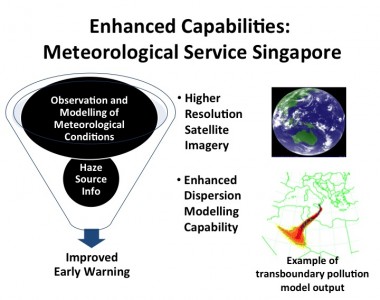 Enhanced Capabilities:
Meteorological Service Singapore
Observation and
Modelling of
Meteorological
Conditions
Haze
Source
Info
Improved
Early Warning
• Higher
Resolution
Satellite
Imagery
• Enhanced
Dispersion
Modelling
Capability
Example of
transboundary pollution
model output